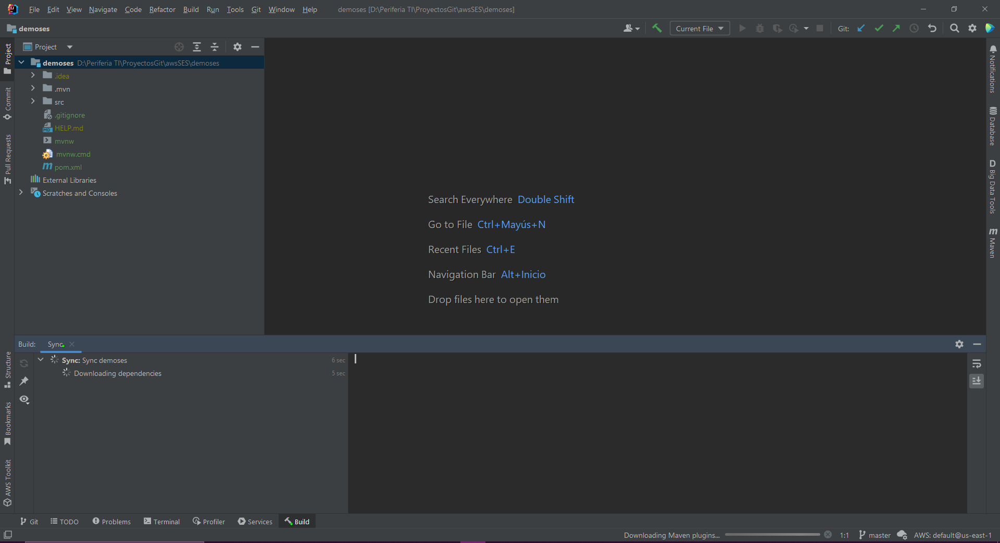 File Edit View Navigate Code Refactor Build Run Tools Git Window Help demoses [D:\Periferia TI\ProyectosGit\awsSES\demoses]
demoses Current File Git:
Project
demoses D:\Periferia TI\ProyectosGit\awsSES\demoses
.idea
.mvn
src
.gitignore
HELP.md
mvnw
mvnw.cmd
pom.xml
External Libraries
Scratches and Consoles
Project
Commit
Pull Requests
Structure
Bookmarks
AWS Toolkit
Search Everywhere Double Shift
Go to File Ctrl+Mayús+N
Recent Files Ctrl+E
Navigation Bar Alt+Inicio
Drop files here to open them
Notifications
Database
D Big Data Tools
m Maven
Build: Sync
Sync: Sync demoses 6 sec
Downloading dependencies 5 sec
Git TODO Problems Terminal Profiler Services Build
Downloading Maven plugins... 1:1 master AWS: default@us-east-1